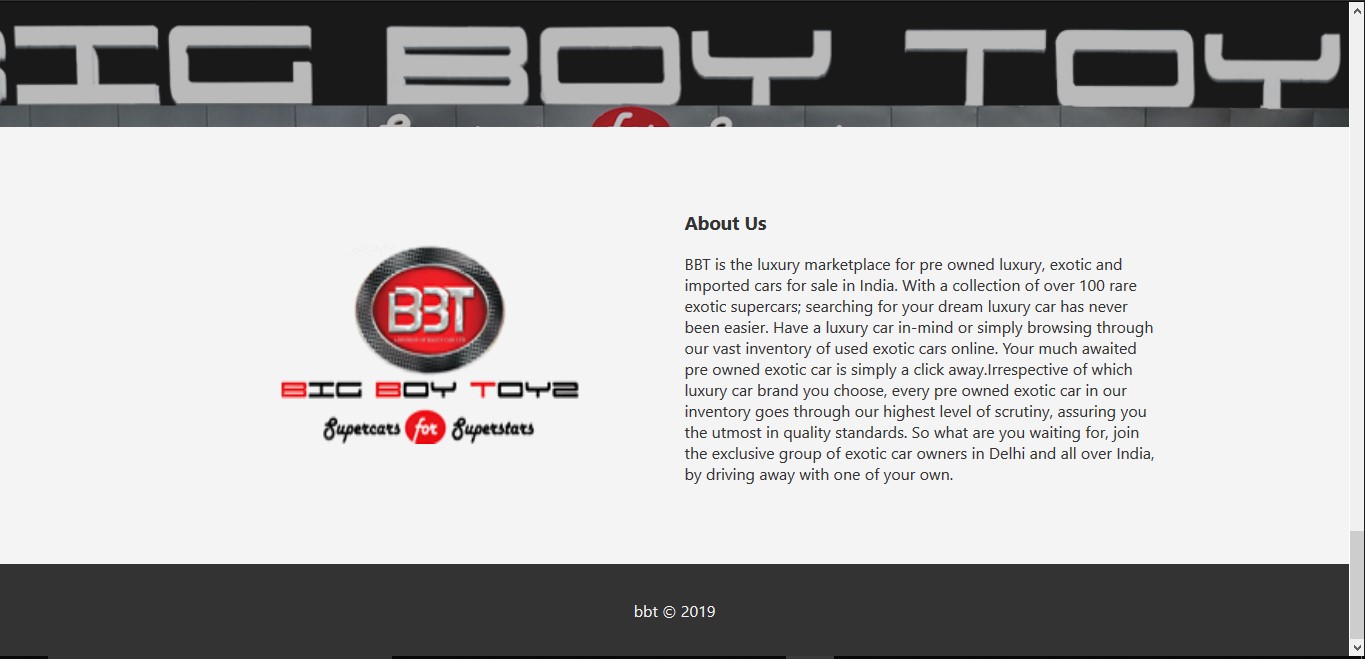 BIG BOY TOY
for
About Us
BBT is the luxury marketplace for pre owned luxury, exotic and
imported cars for sale in India. With a collection of over 100 rare
exotic supercars; searching for your dream luxury car has never
been easier. Have a luxury car in-mind or simply browsing through
our vast inventory of used exotic cars online. Your much awaited
pre owned exotic car is simply a click away.Irrespective of which
luxury car brand you choose, every pre owned exotic car in our
inventory goes through our highest level of scrutiny, assuring you
the utmost in quality standards. So what are you waiting for, join
the exclusive group of exotic car owners in Delhi and all over India,
by driving away with one of your own.
BBT
BIG BOY TOYZ
Supercars for Superstars
bbt © 2019